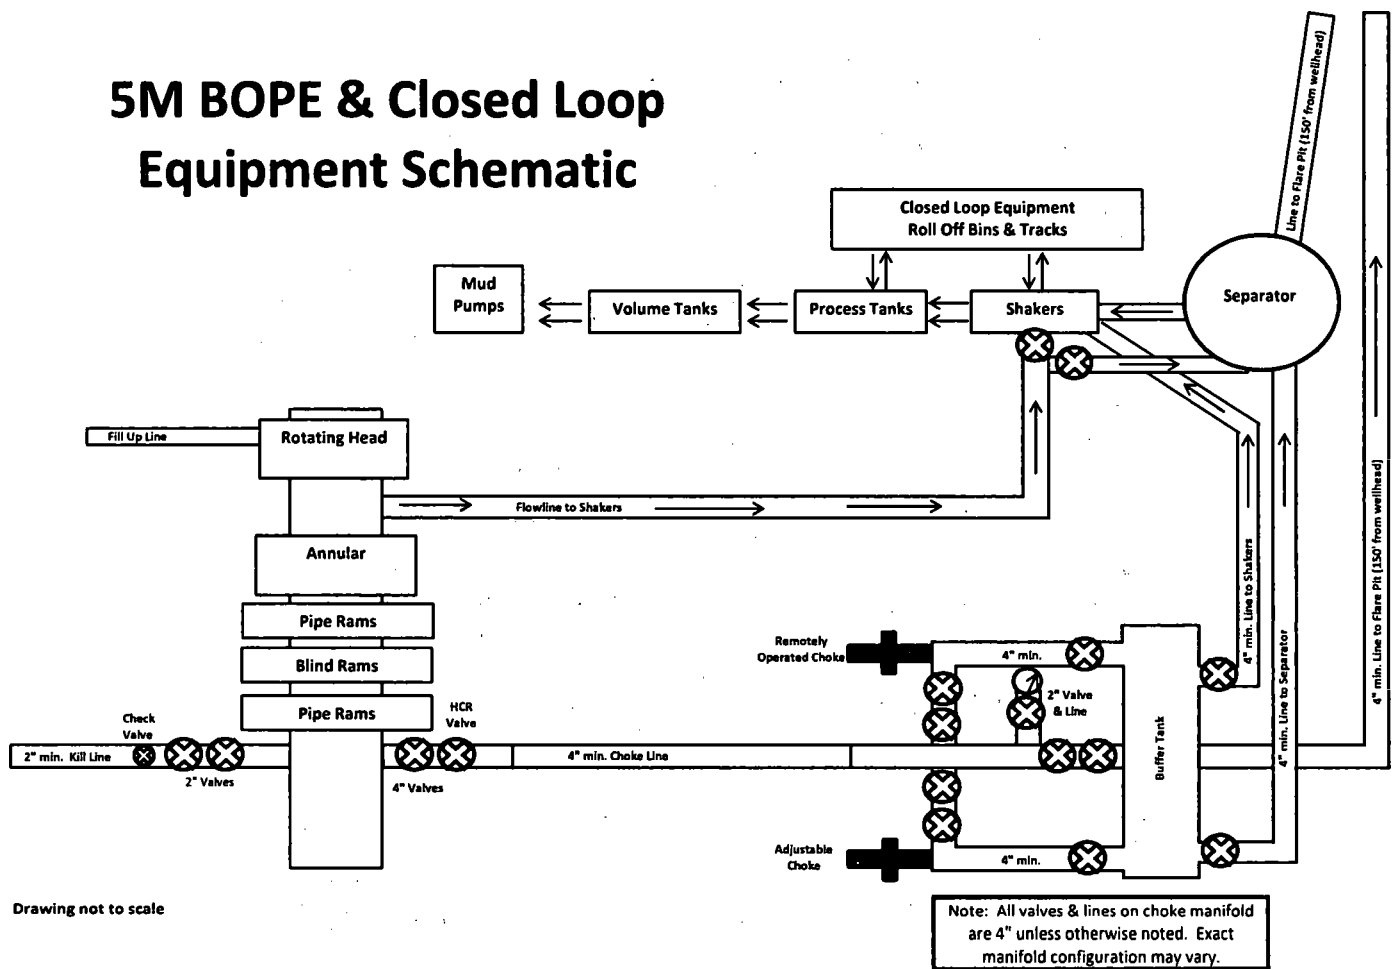 5M BOPE & Closed Loop
Equipment Schematic
Line to Flare Pit (150' from wellhead)
Closed Loop Equipment
Roll Off Bins & Tracks
Mud
Pumps
Volume Tanks
Process Tanks
Shakers
Separator
Fill Up Line
Rotating Head
Flowline to Shakers
Annular
Pipe Rams
Blind Rams
Pipe Rams
Check
Valve
HCR
Valve
2" min. Kill Line
2" Valves
4" Valves
4" min. Choke Line
Remotely
Operated Choke
4" min.
2" Valve
& Line
Buffer Tank
4" min. Line to Shakers
4" min. Line to Separator
4" min. Line to Flare Pit (150' from wellhead)
Adjustable
Choke
4" min.
Drawing not to scale
Note: All valves & lines on choke manifold
are 4" unless otherwise noted. Exact
manifold configuration may vary.